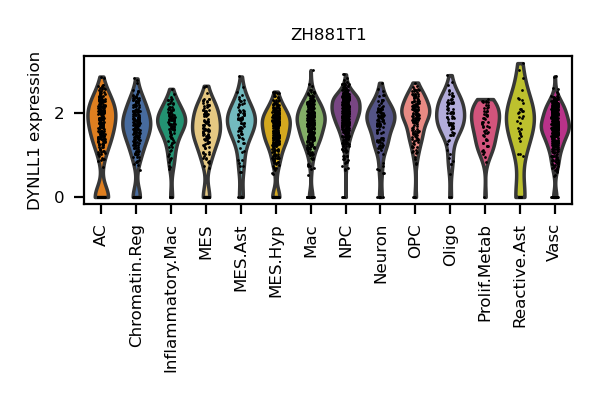 ZH881T1
DYNLL1 expression
2
0
AC
Chromatin.Reg
Inflammatory.Mac
MES
MES.Ast
MES.Hyp
Mac
NPC
Neuron
OPC
Oligo
Prolif.Metab
Reactive.Ast
Vasc